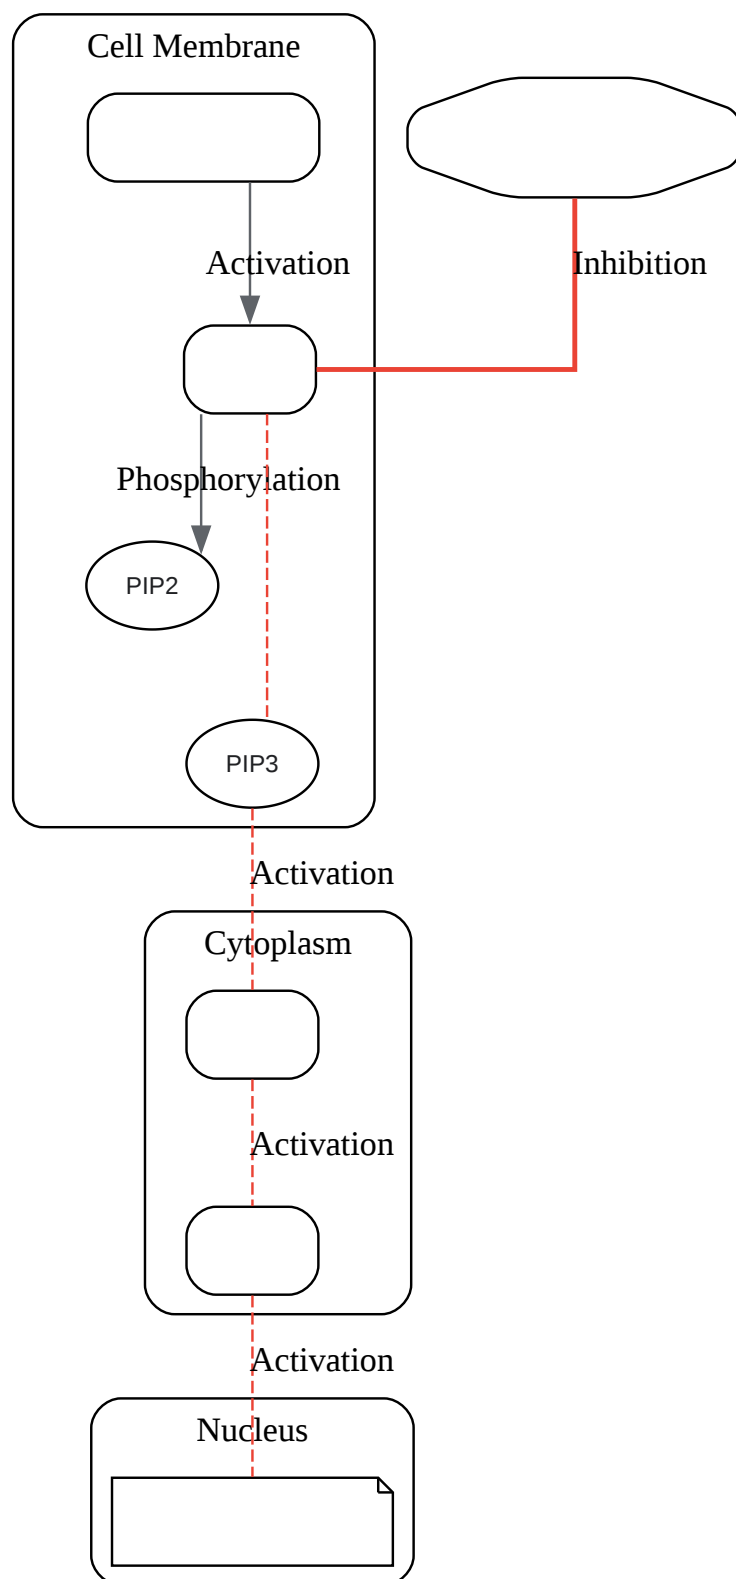 Cell Membrane
Activation
Inhibition
Phosphorylation
PIP2
PIP3
Activation
Cytoplasm
Activation
Activation
Nucleus